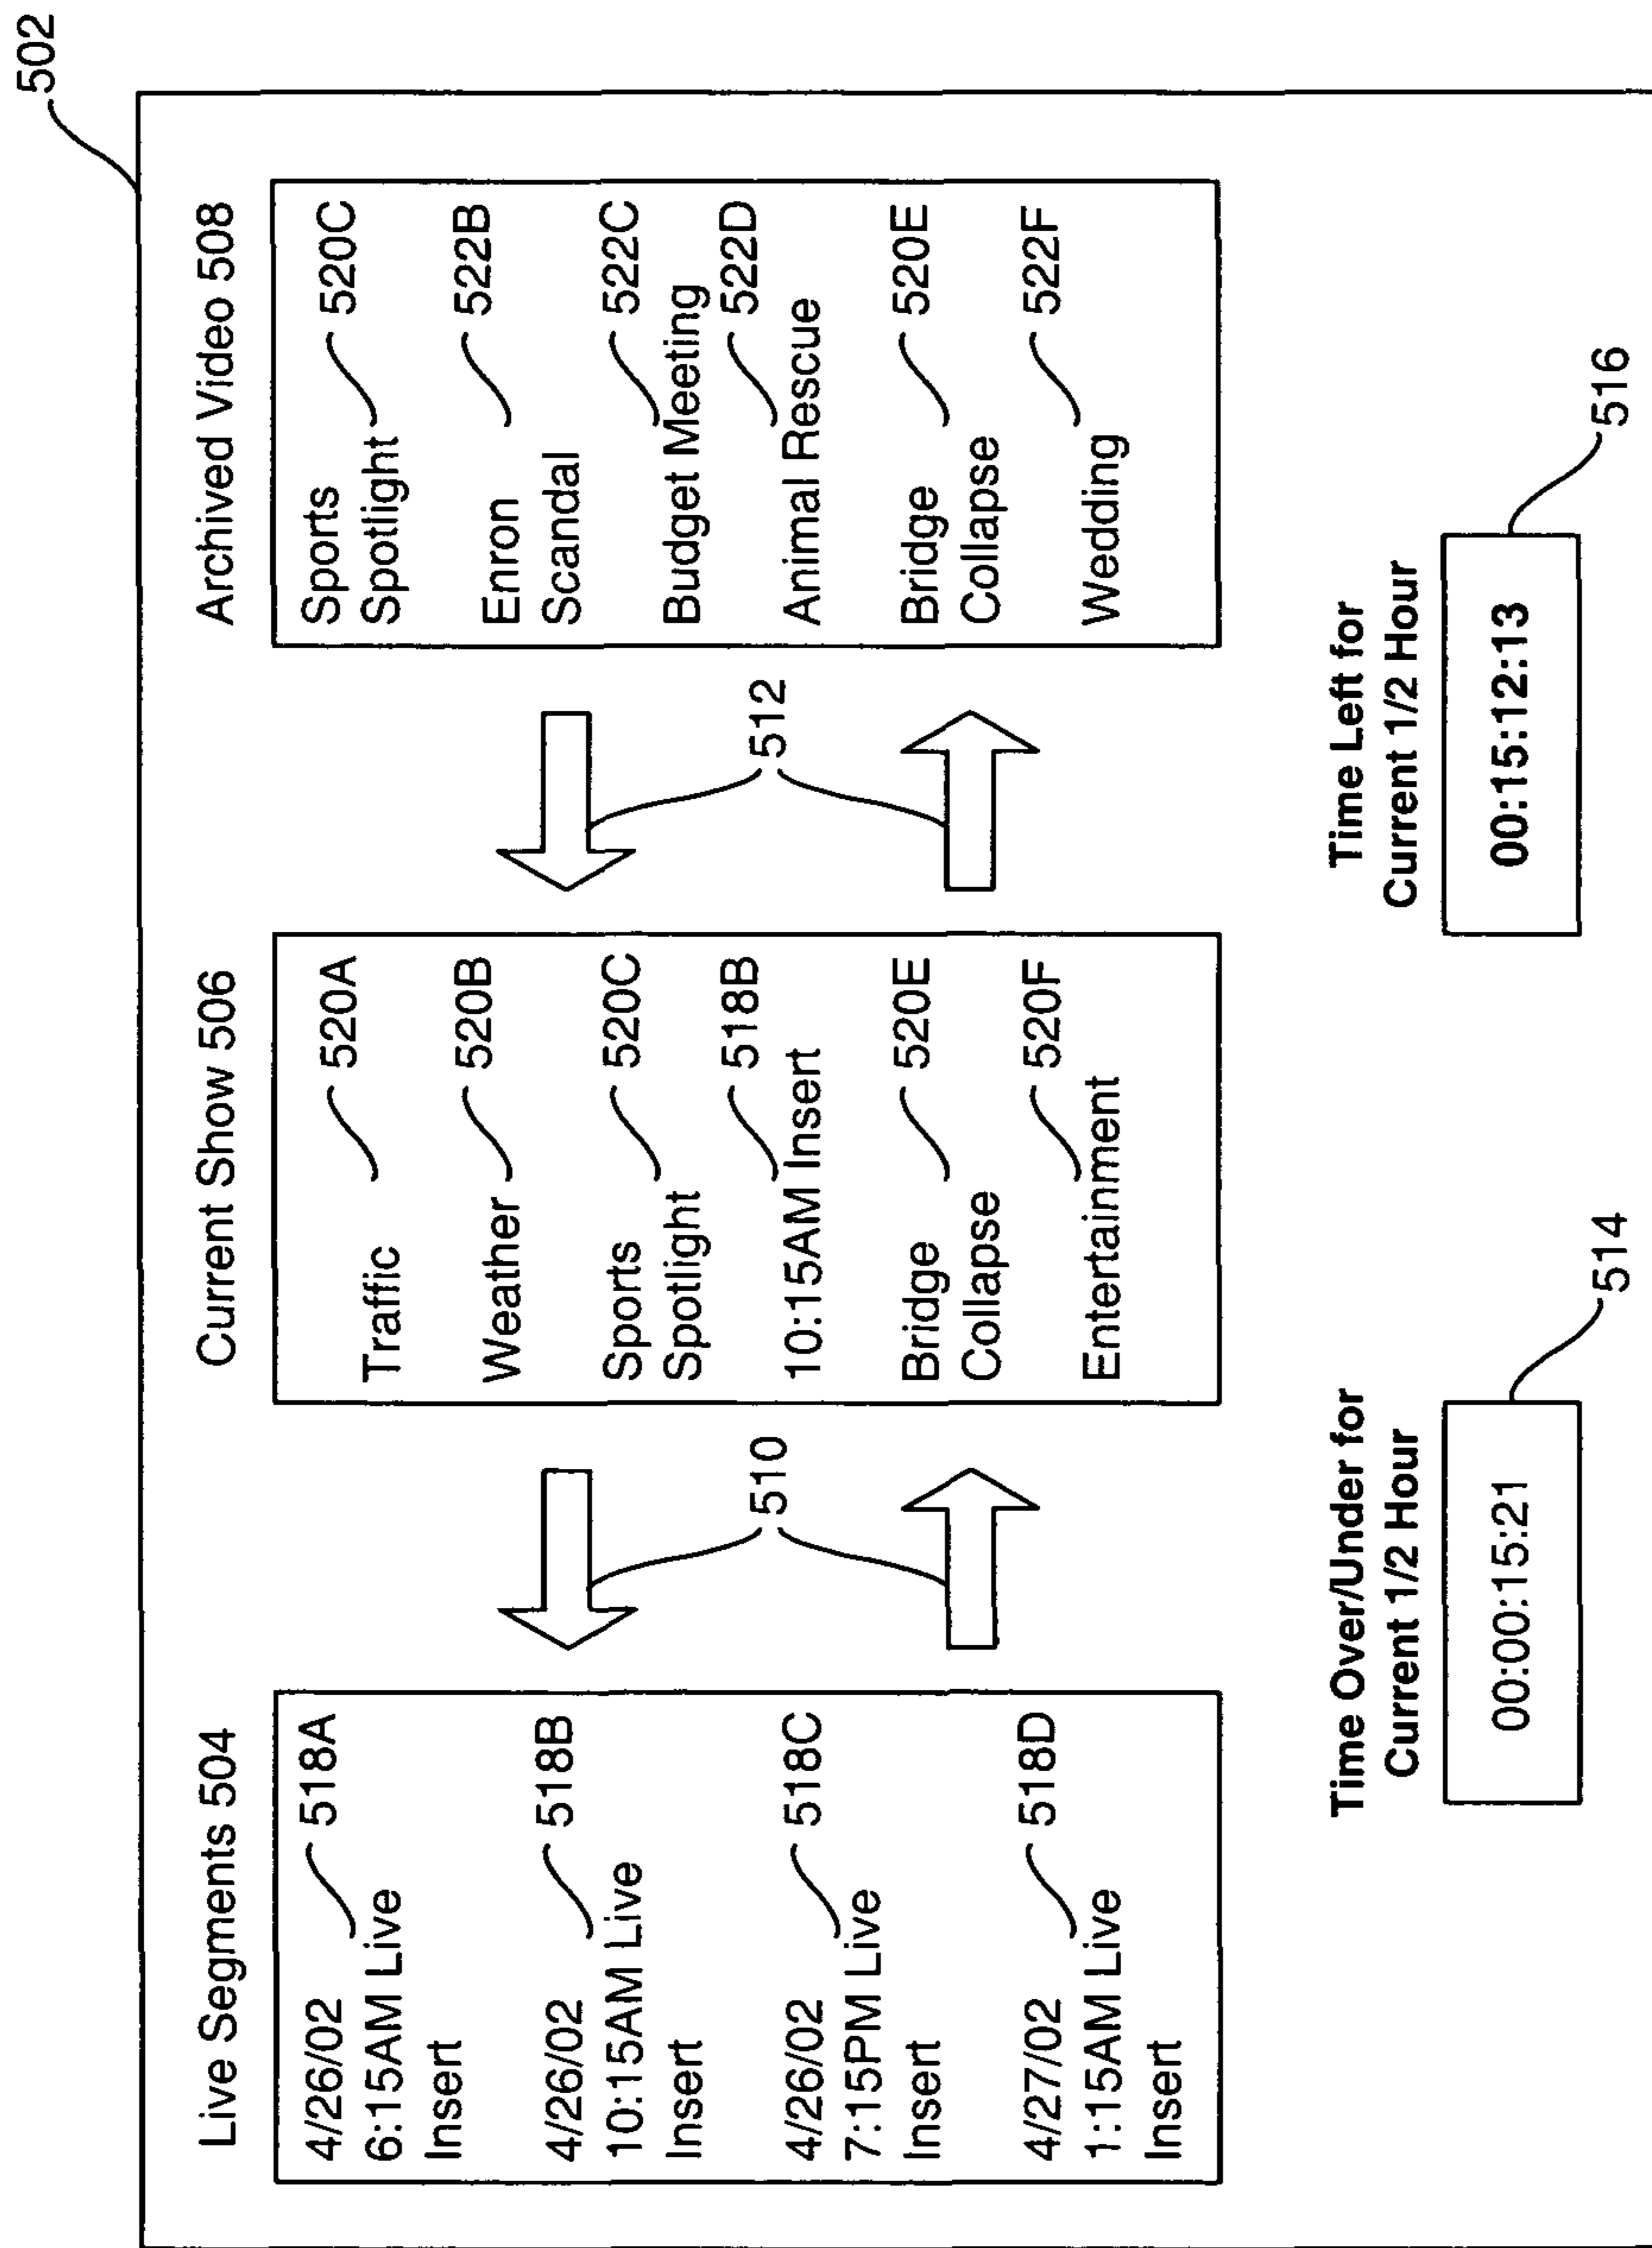 502
Live Segments 504
4/26/02
6:15AM Live
Insert
518A
4/26/02
10:15AM Live
Insert
518B
4/26/02
7:15PM Live
Insert
518C
4/27/02
1:15AM Live
Insert
518D
510
Current Show 506
Traffic
520A
Weather
520B
Sports
Spotlight
520C
10:15AM Insert
518B
Bridge
Collapse
520E
Entertainment
520F
512
Archived Video 508
Sports
Spotlight
520C
Enron
Scandal
522B
Budget Meeting
522C
Animal Rescue
522D
Bridge
Collapse
520E
Wedding
522F
Time Over/Under for
Current 1/2 Hour
00:00:15:21
514
Time Left for
Current 1/2 Hour
00:15:12:13
516